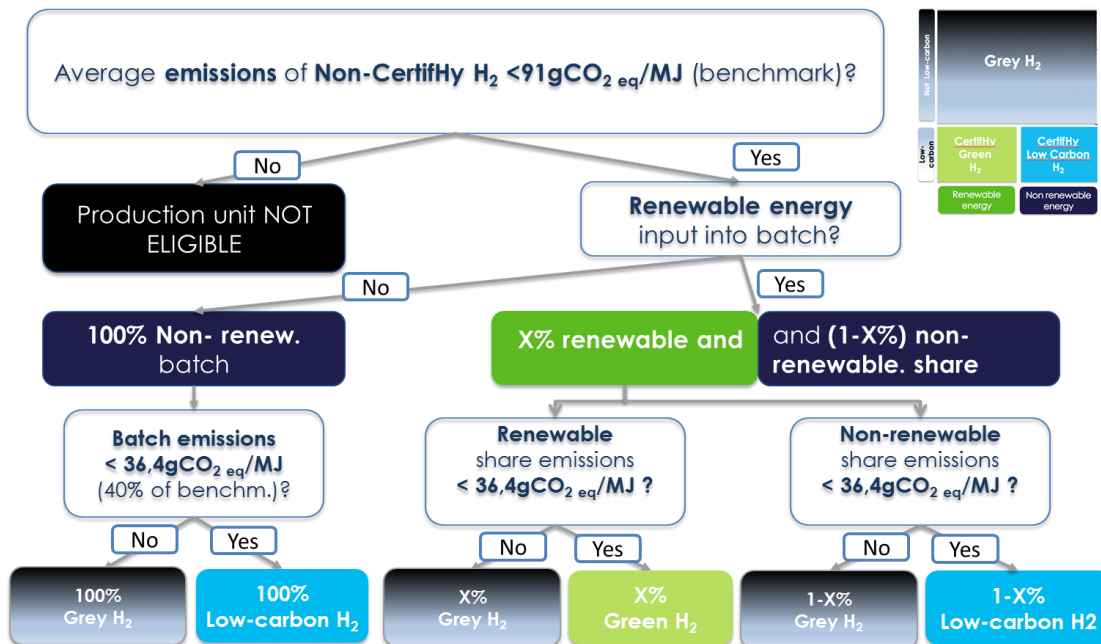 Average emissions of Non-CertifHy H₂ <91gCO₂ eq/MJ (benchmark)?
Not Low-carbon
Grey H₂
Low-carbon
CertifHy
Green
H₂
CertifHy
Low Carbon
H₂
Renewable
energy
Non renewable
energy
No
Yes
Production unit NOT
ELIGIBLE
Renewable energy
input into batch?
No
Yes
100% Non- renew.
batch
X% renewable and
and (1-X%) non-
renewable. share
Batch emissions
< 36,4gCO₂ eq/MJ
(40% of benchm.)?
Renewable
share emissions
< 36,4gCO₂ eq/MJ ?
Non-renewable
share emissions
< 36,4gCO₂ eq/MJ ?
No
Yes
No
Yes
No
Yes
100%
Grey H₂
100%
Low-carbon H₂
X%
Grey H₂
X%
Green H₂
1-X%
Grey H₂
1-X%
Low-carbon H2